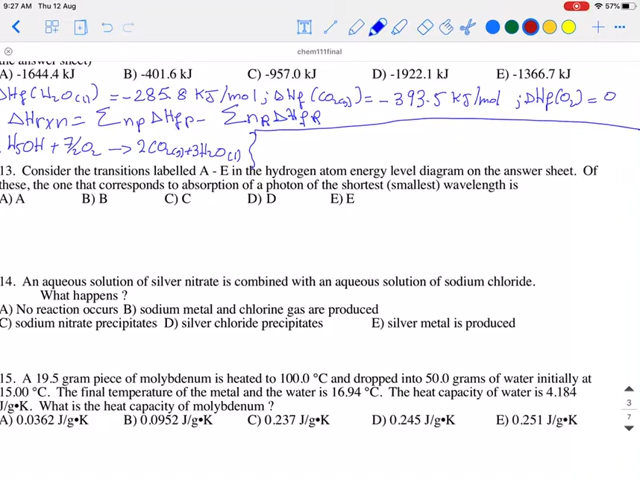 9:27 AM Thu 12 Aug
57%
chem111final
the answer sheet)
A) -1644.4 kJ B) -401.6 kJ C) -957.0 kJ D) -1922.1 kJ E) -1366.7 kJ
ΔHf(H₂O(l)) = -285.8 KJ/mol ; ΔHf(CO₂(g)) = -393.5 KJ/mol ; ΔHf(O₂) = 0
ΔHrxn = Σ np ΔHfp - Σ nR ΔHfR
H₅OH + 7/2O₂ → 2CO₂(g) + 3H₂O(l)
13. Consider the transitions labelled A - E in the hydrogen atom energy level diagram on the answer sheet. Of
these, the one that corresponds to absorption of a photon of the shortest (smallest) wavelength is
A) A B) B C) C D) D E) E
14. An aqueous solution of silver nitrate is combined with an aqueous solution of sodium chloride.
What happens ?
A) No reaction occurs B) sodium metal and chlorine gas are produced
C) sodium nitrate precipitates D) silver chloride precipitates E) silver metal is produced
15. A 19.5 gram piece of molybdenum is heated to 100.0 °C and dropped into 50.0 grams of water initially at
15.00 °C. The final temperature of the metal and the water is 16.94 °C. The heat capacity of water is 4.184
J/g•K. What is the heat capacity of molybdenum ?
A) 0.0362 J/g•K B) 0.0952 J/g•K C) 0.237 J/g•K D) 0.245 J/g•K E) 0.251 J/g•K
3
7